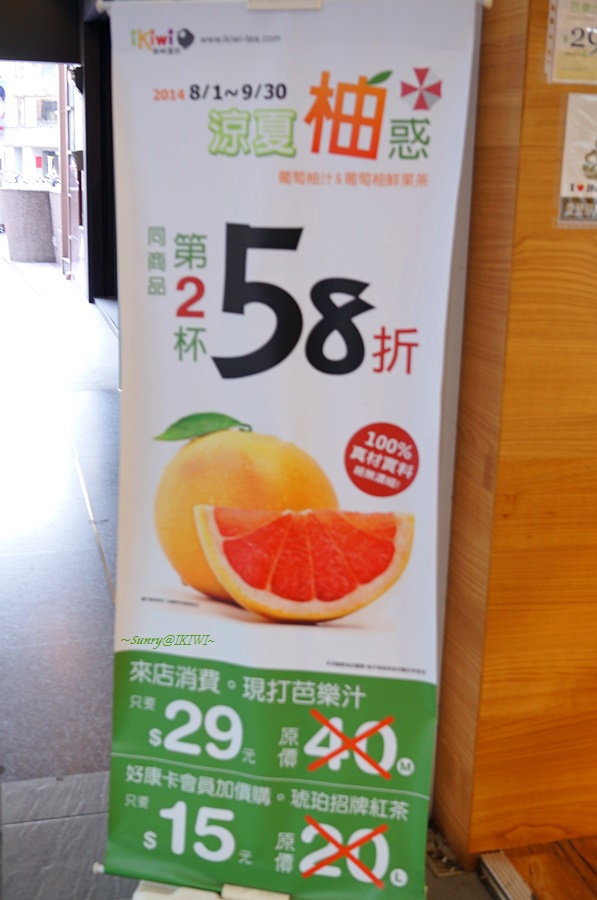 iKiwi www.ikiwi-tea.com
2014 8/1~9/30
涼夏 柚惑
葡萄柚汁&葡萄柚鮮果茶
同商品
第2杯
58折
100%
真材實料
~Sunry@IKIWI~
來店消費。現打芭樂汁
只要 $29元 原價 40 M
好康卡會員加價購。琥珀招牌紅茶
只要 $15元 原價 20 L
$29